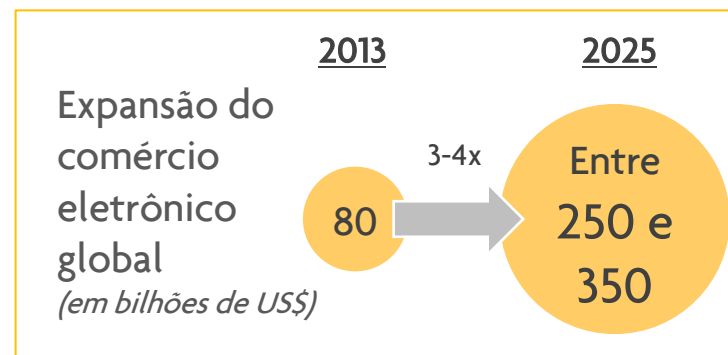 2013
2025
Expansão do
comércio
eletrônico
global
(em bilhões de US$)
80
3-4x
Entre
250 e
350